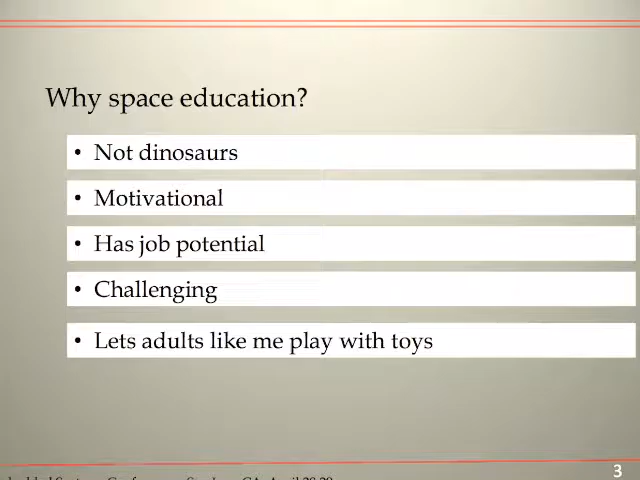 Why space education?
• Not dinosaurs
• Motivational
• Has job potential
• Challenging
• Lets adults like me play with toys
3